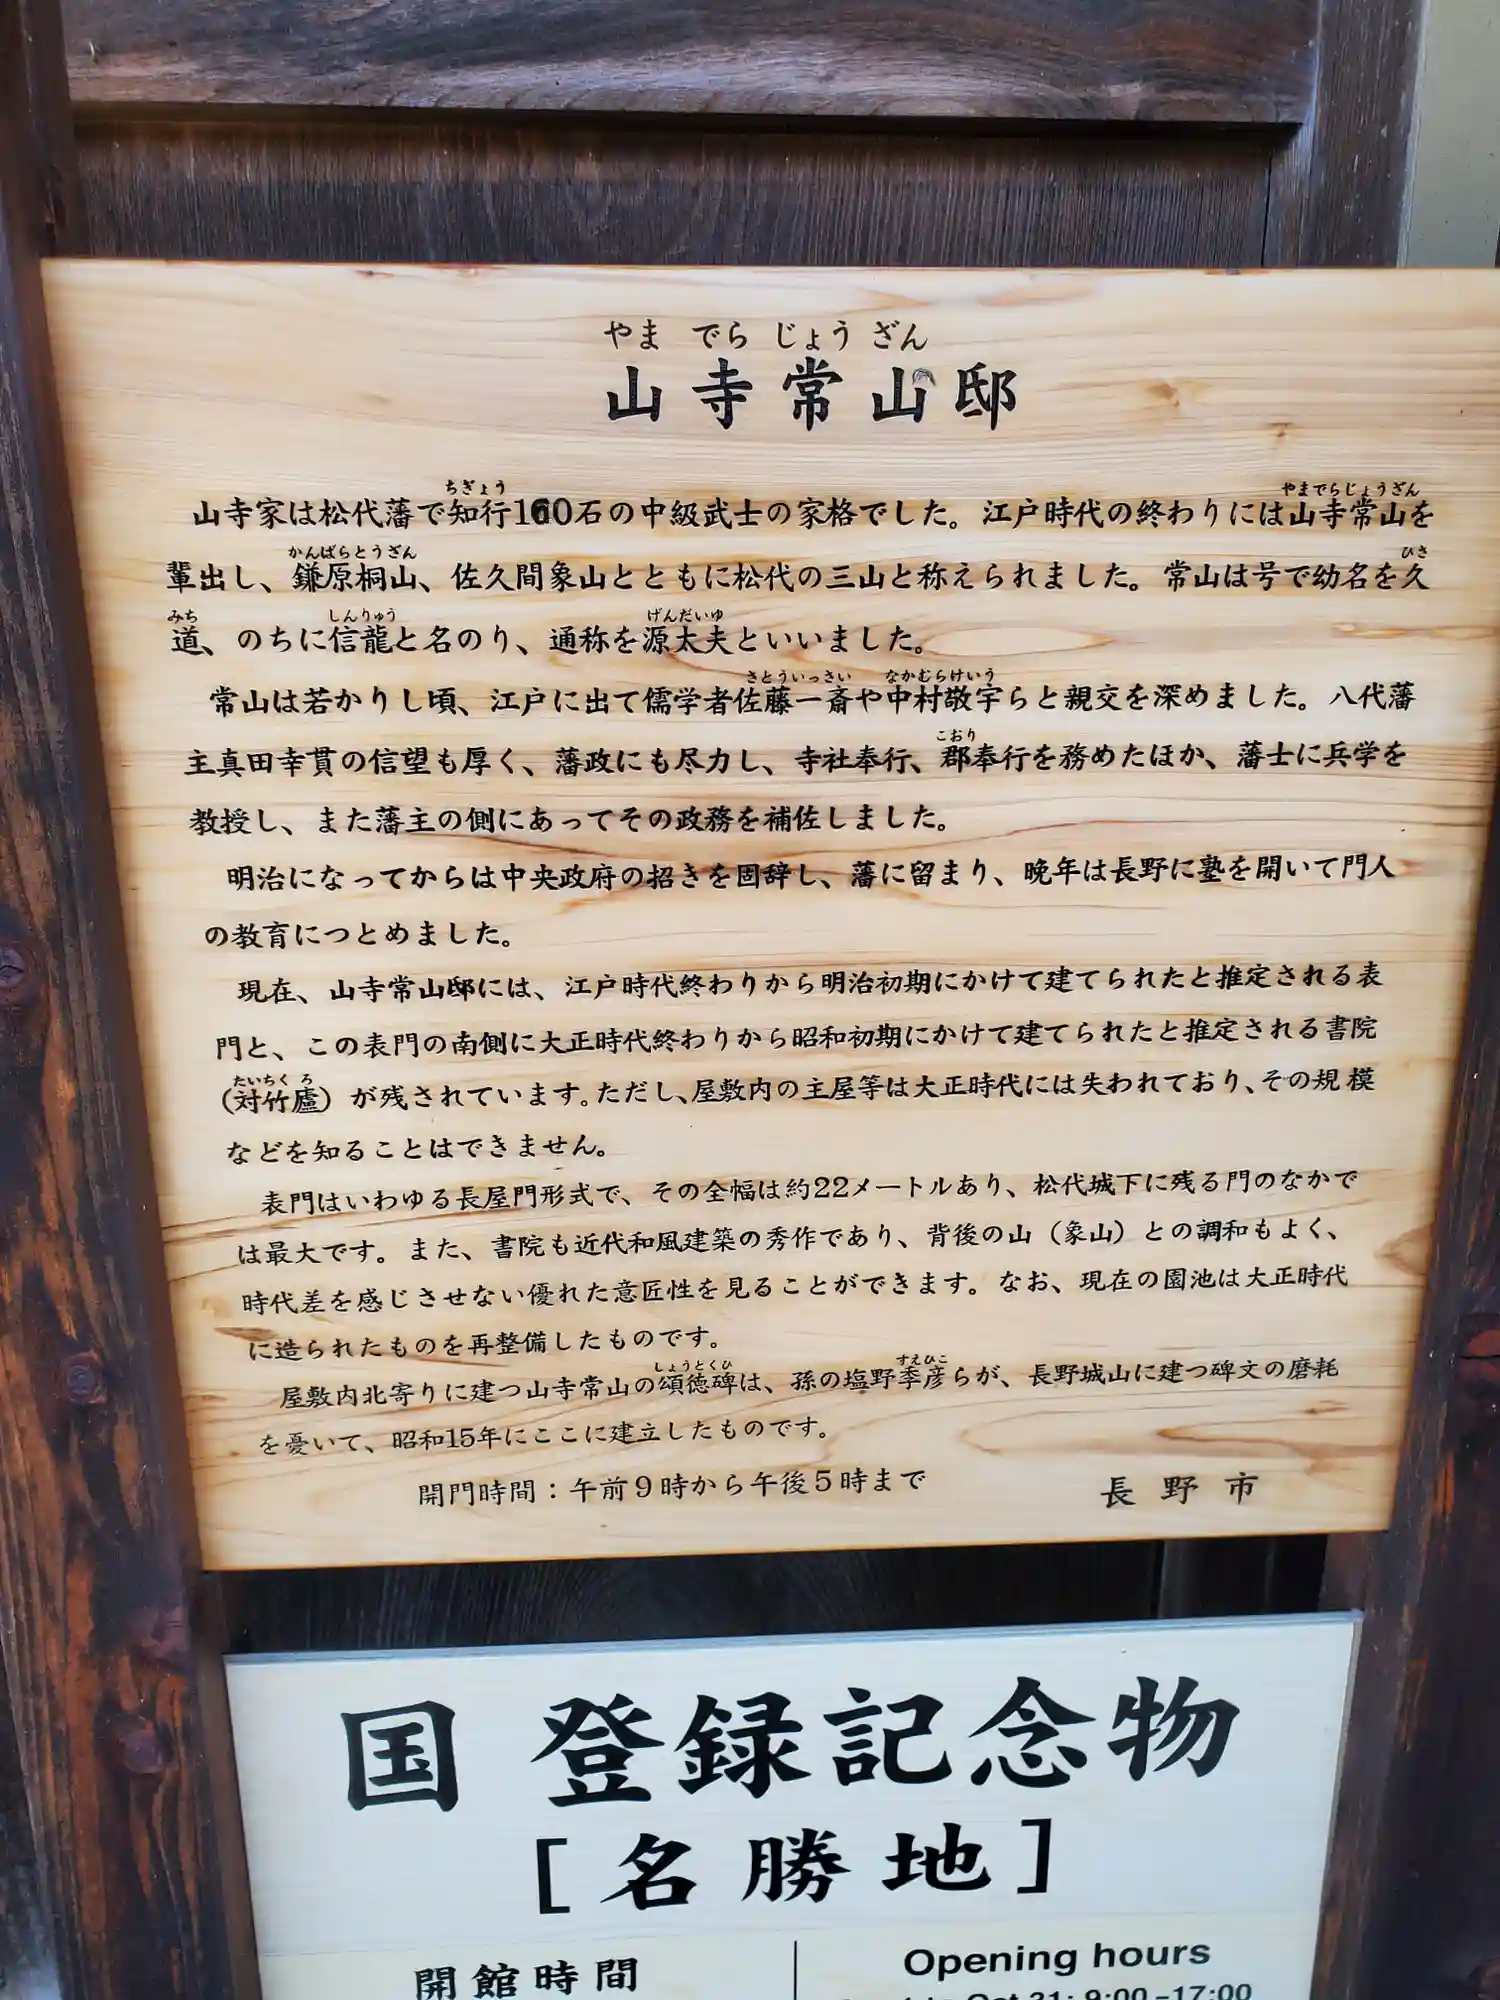 やま でら じょう ざん
山寺常山邸
ちぎょう やまでらじょうざん
山寺家は松代藩で知行160石の中級武士の家格でした。江戸時代の終わりには山寺常山を
かんばらとうざん ひさ
輩出し、鎌原桐山、佐久間象山とともに松代の三山と称えられました。常山は号で幼名を久
みち しんりゅう げんだいゆ
道、のちに信龍と名のり、通称を源太夫といいました。
さとういっさい なかむらけいう
常山は若かりし頃、江戸に出て儒学者佐藤一斎や中村敬宇らと親交を深めました。八代藩
こおり
主真田幸貫の信望も厚く、藩政にも尽力し、寺社奉行、郡奉行を務めたほか、藩士に兵学を
教授し、また藩主の側にあってその政務を補佐しました。
明治になってからは中央政府の招きを固辞し、藩に留まり、晩年は長野に塾を開いて門人
の教育につとめました。
現在、山寺常山邸には、江戸時代終わりから明治初期にかけて建てられたと推定される表
門と、この表門の南側に大正時代終わりから昭和初期にかけて建てられたと推定される書院
たいちく ろ
(対竹廬)が残されています。ただし、屋敷内の主屋等は大正時代には失われており、その規模
などを知ることはできません。
表門はいわゆる長屋門形式で、その全幅は約22メートルあり、松代城下に残る門のなかで
は最大です。また、書院も近代和風建築の秀作であり、背後の山(象山)との調和もよく、
時代差を感じさせない優れた意匠性を見ることができます。なお、現在の園池は大正時代
に造られたものを再整備したものです。
しょうとくひ すえひこ
屋敷内北寄りに建つ山寺常山の頌徳碑は、孫の塩野季彦らが、長野城山に建つ碑文の磨耗
を憂いて、昭和15年にここに建立したものです。
開門時間：午前9時から午後5時まで 長野市
国 登録記念物
[名勝地]
開館時間
Opening hours
Oct 31: 9:00-17:00